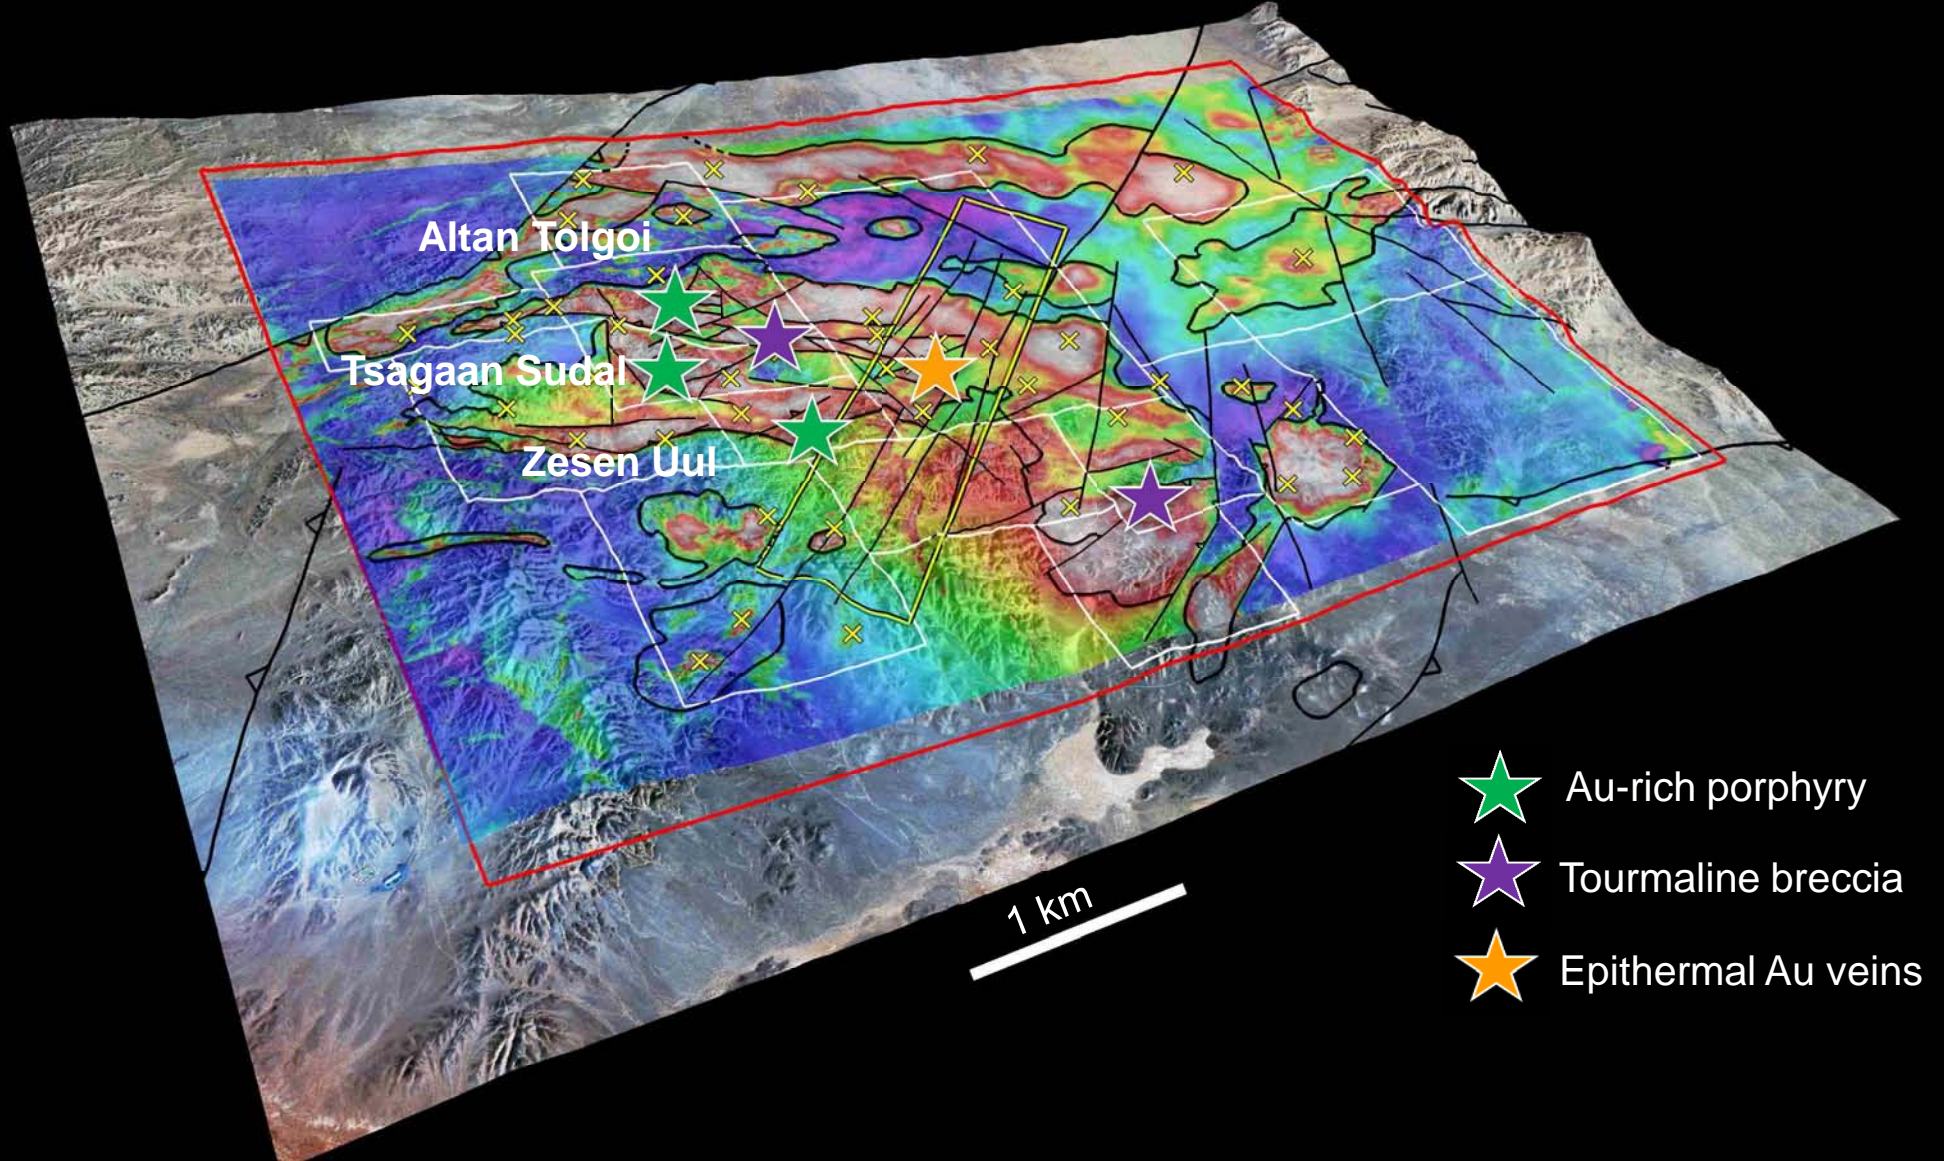 Altan Tolgoi
Tsagaan Sudal
Zesen Uul
1 km
Au-rich porphyry
Tourmaline breccia
Epithermal Au veins